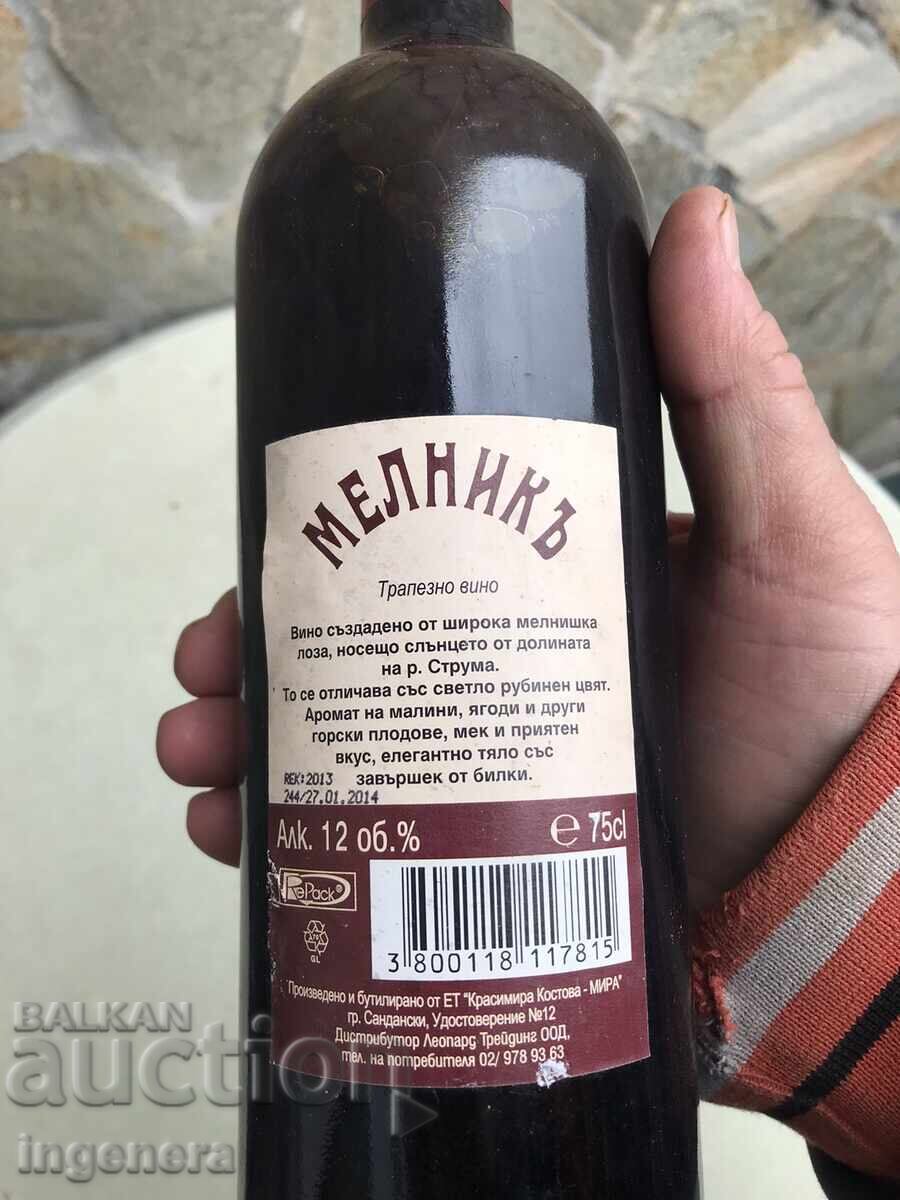 МЕЛНИКЪ
Трапезно вино
Вино създадено от широка мелнишка
лоза, носещо слънцето от долината
на р. Струма.
То се отличава със светло рубинен цвят.
Аромат на малини, ягоди и други
горски плодове, мек и приятен
вкус, елегантно тяло със
завършек от билки.
REK:2013
244/27.01.2014
Алк. 12 об.%
e 75cl
RePack®
GL
3 800118 117815
Произведено и бутилирано от ЕТ "Красимира Костова - МИРА"
гр. Сандански, Удостоверение №12
Дистрибутор Леопард Трейдинг ООД,
тел. на потребителя 02/ 978 93 63
BALKAN
auction
ingenera